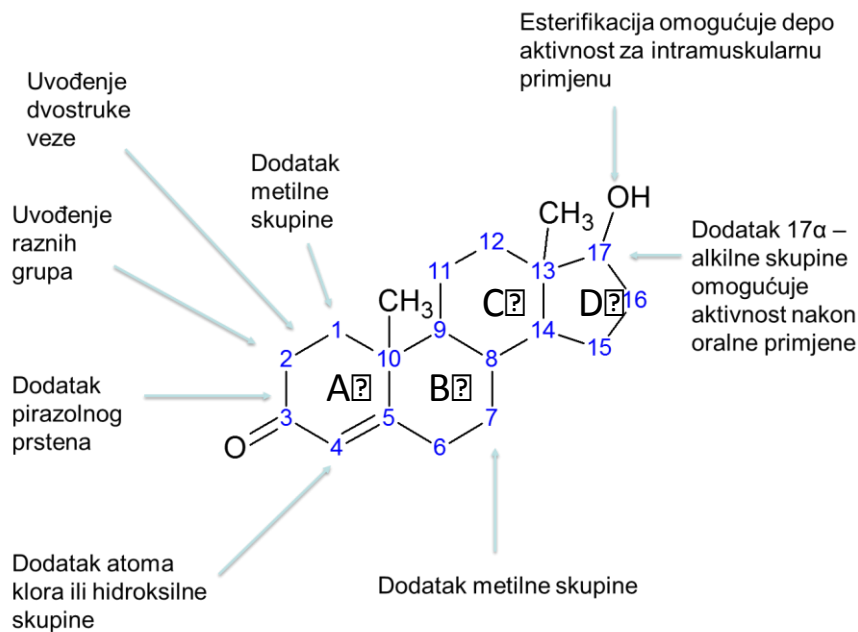 Esterifikacija omogućuje depo
aktivnost za intramuskularnu
primjenu
Uvođenje
dvostruke
veze
Dodatak
metilne
skupine
Uvođenje
raznih
grupa
Dodatak 17α –
alkilne skupine
omogućuje
aktivnost nakon
oralne primjene
OH
CH3
12
17
11
13
C
D
16
CH3
1
9
14
15
2
10
8
A
B
Dodatak
pirazolnog
prstena
3
5
7
O
4
6
Dodatak atoma
klora ili hidroksilne
skupine
Dodatak metilne skupine